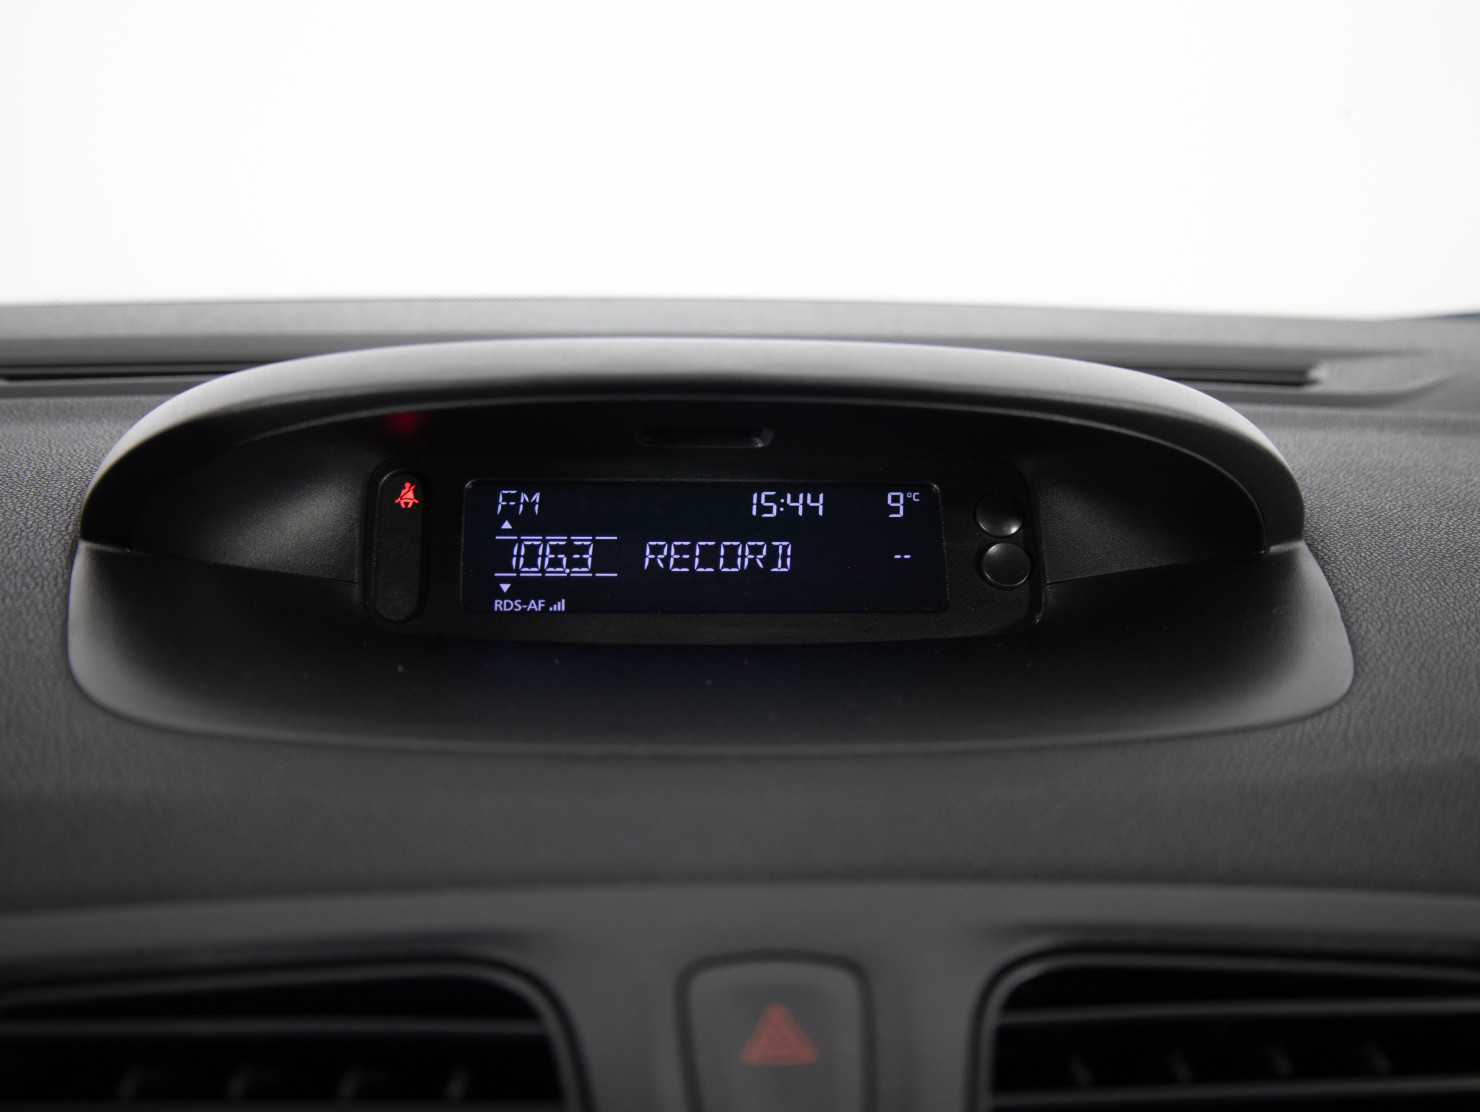 FM 15:44 9°C
106.3 RECORD --
RDS-AF